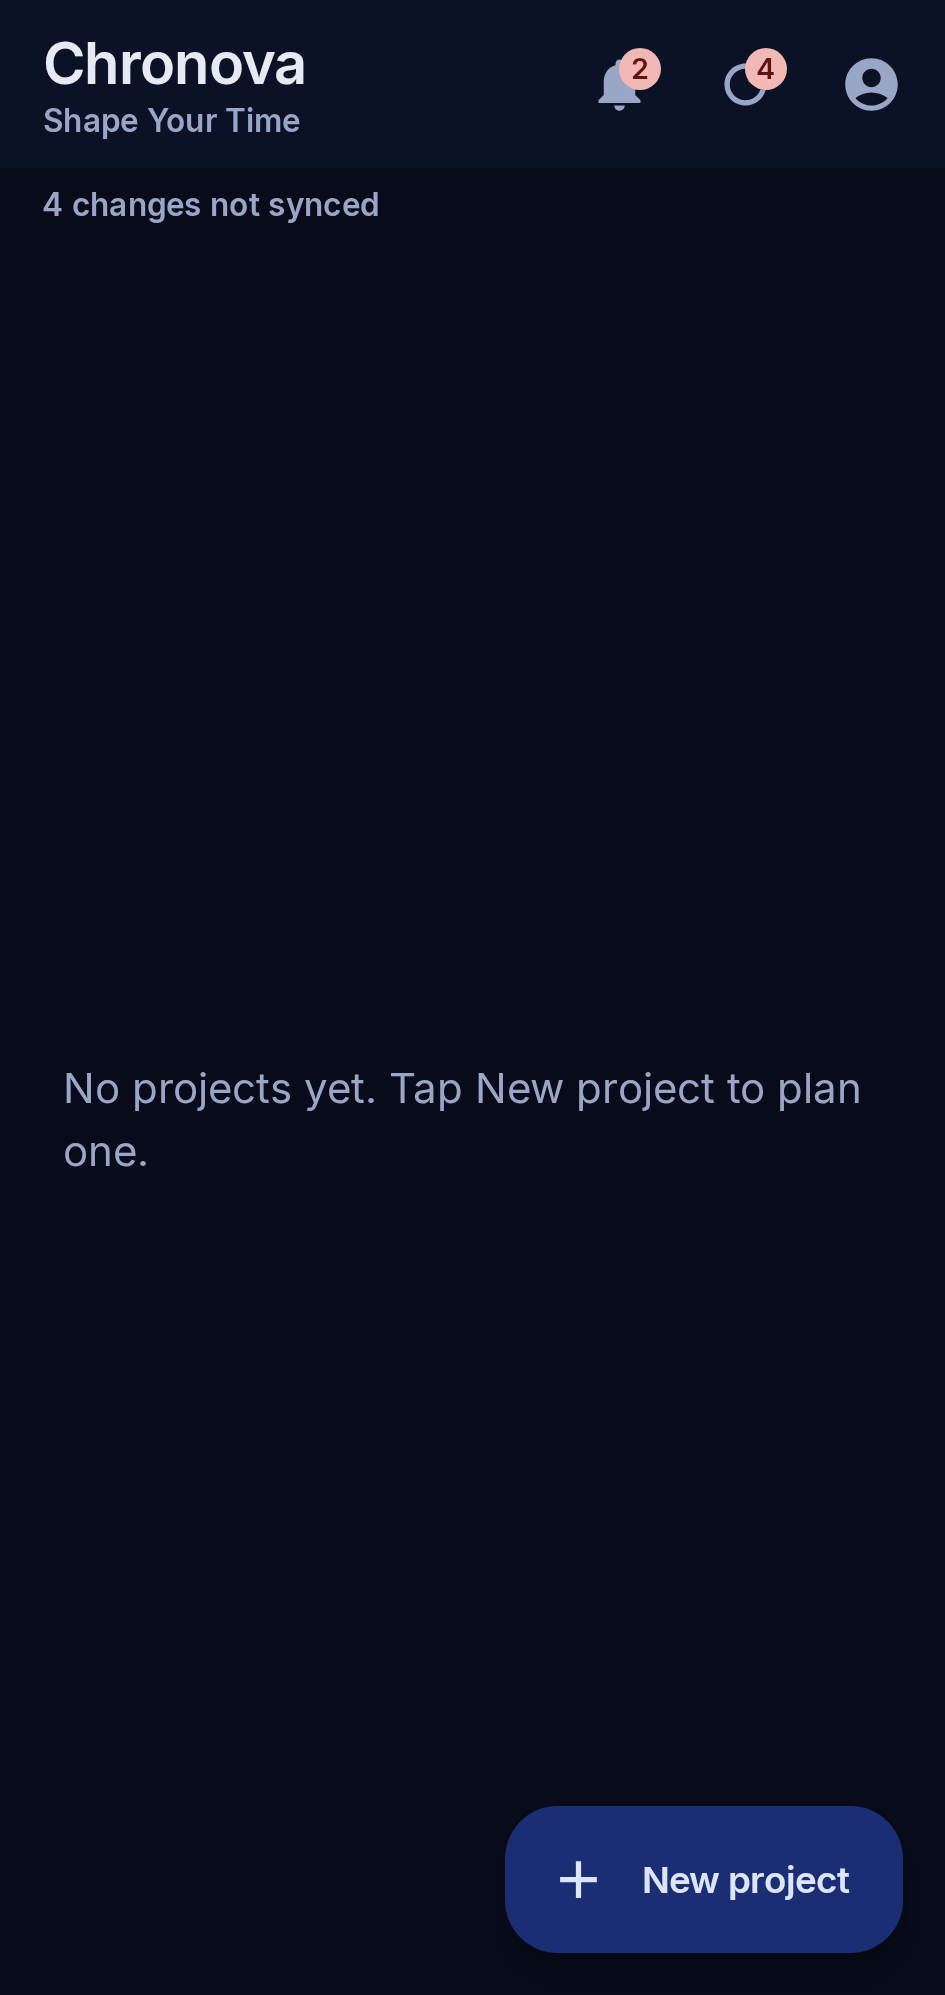 Chronova
Shape Your Time
2
4
4 changes not synced
No projects yet. Tap New project to plan
one.
New project